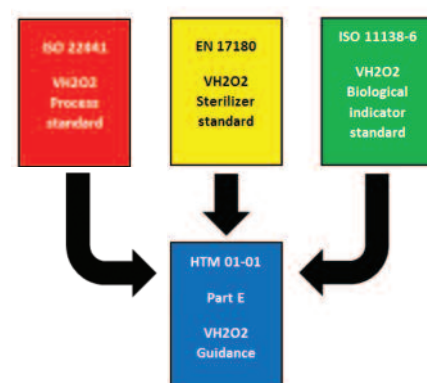 ISO 22441
VH2O2
Process
standard
EN 17180
VH2O2
Sterilizer
standard
ISO 11138-6
VH2O2
Biological
indicator
standard
HTM 01-01
Part E
VH2O2
Guidance